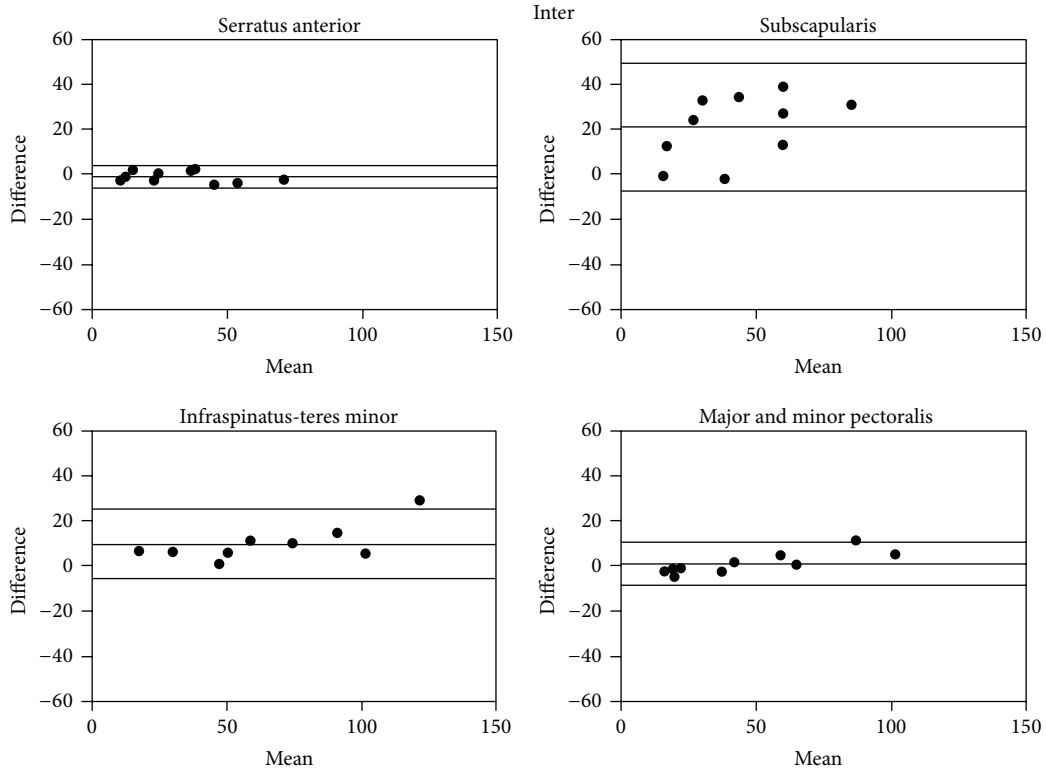 Inter
Serratus anterior
60
40
20
0
−20
−40
−60
Difference
0 50 100 150
Mean
Subscapularis
60
40
20
0
−20
−40
−60
Difference
0 50 100 150
Mean
Infraspinatus-teres minor
60
40
20
0
−20
−40
−60
Difference
0 50 100 150
Mean
Major and minor pectoralis
60
40
20
0
−20
−40
−60
Difference
0 50 100 150
Mean